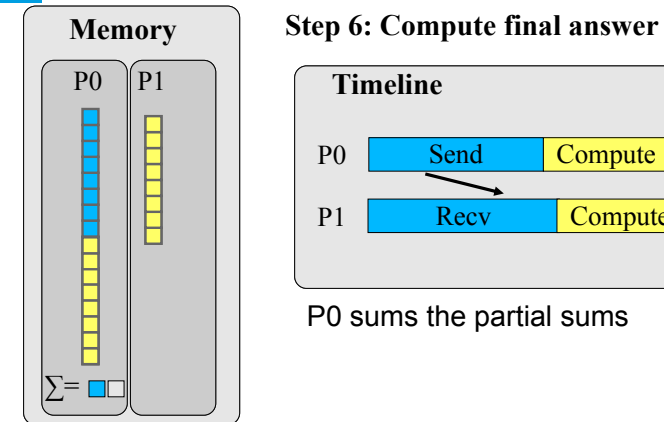 Memory
P0
P1
∑=
Step 6: Compute final answer
Timeline
P0
Send
Compute
P1
Recv
Compute
P0 sums the partial sums